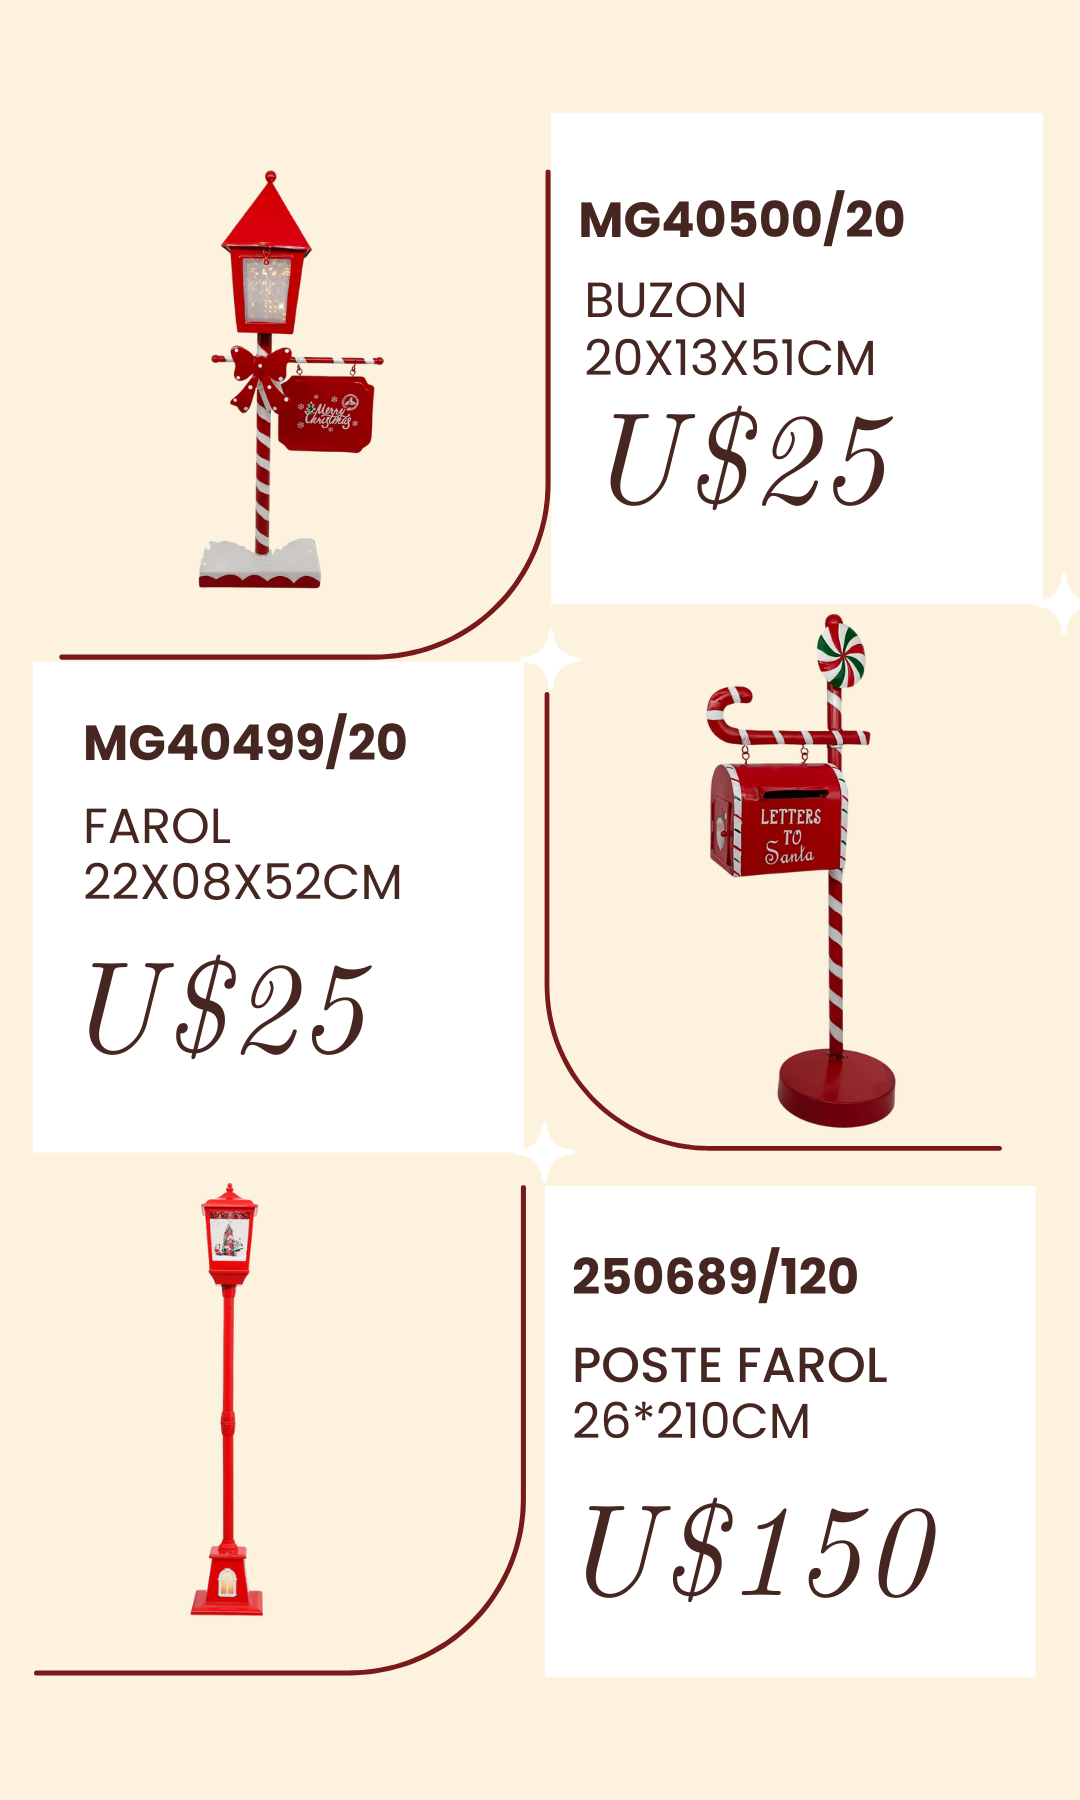 MG40500/20
BUZON
20X13X51CM
U$25
Merry
Christmas
MG40499/20
FAROL
22X08X52CM
U$25
LETTERS
TO
Santa
250689/120
POSTE FAROL
26*210CM
U$150